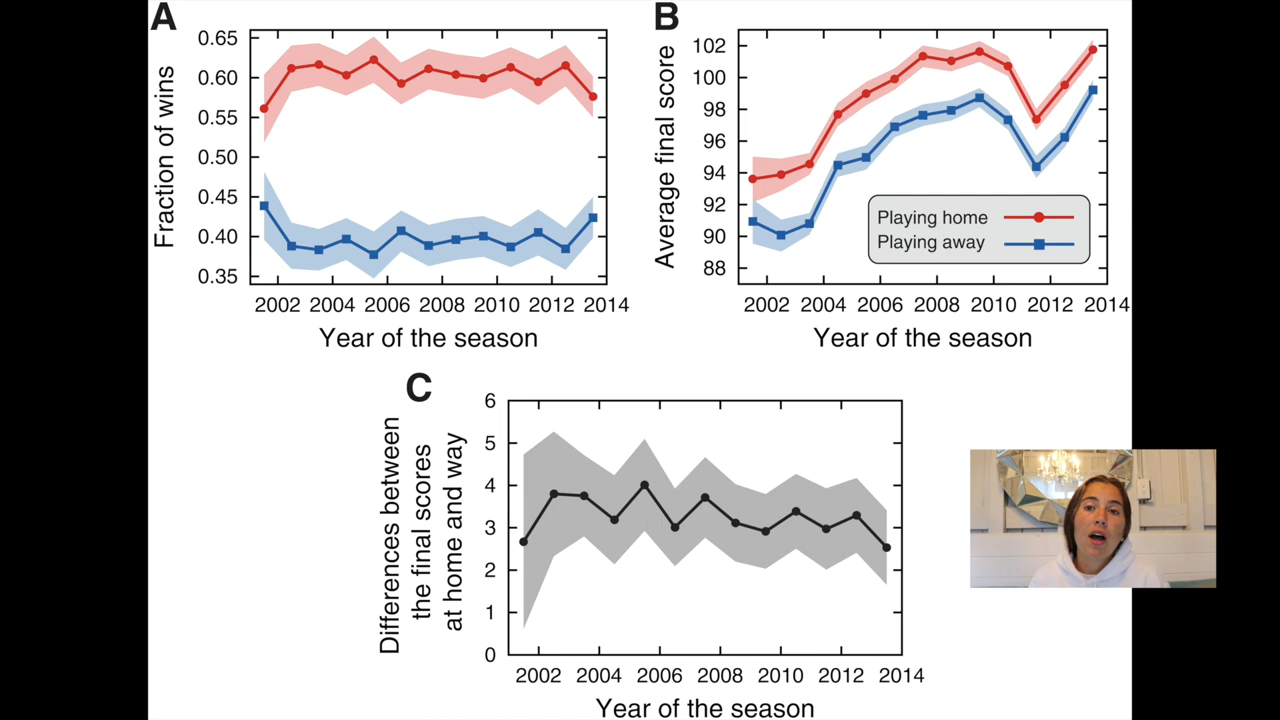 A
Fraction of wins
0.65
0.60
0.55
0.50
0.45
0.40
0.35
2002 2004 2006 2008 2010 2012 2014
Year of the season
B
Average final score
102
100
98
96
94
92
90
88
Playing home
Playing away
2002 2004 2006 2008 2010 2012 2014
Year of the season
C
Differences between
the final scores
at home and way
6
5
4
3
2
1
0
2002 2004 2006 2008 2010 2012 2014
Year of the season